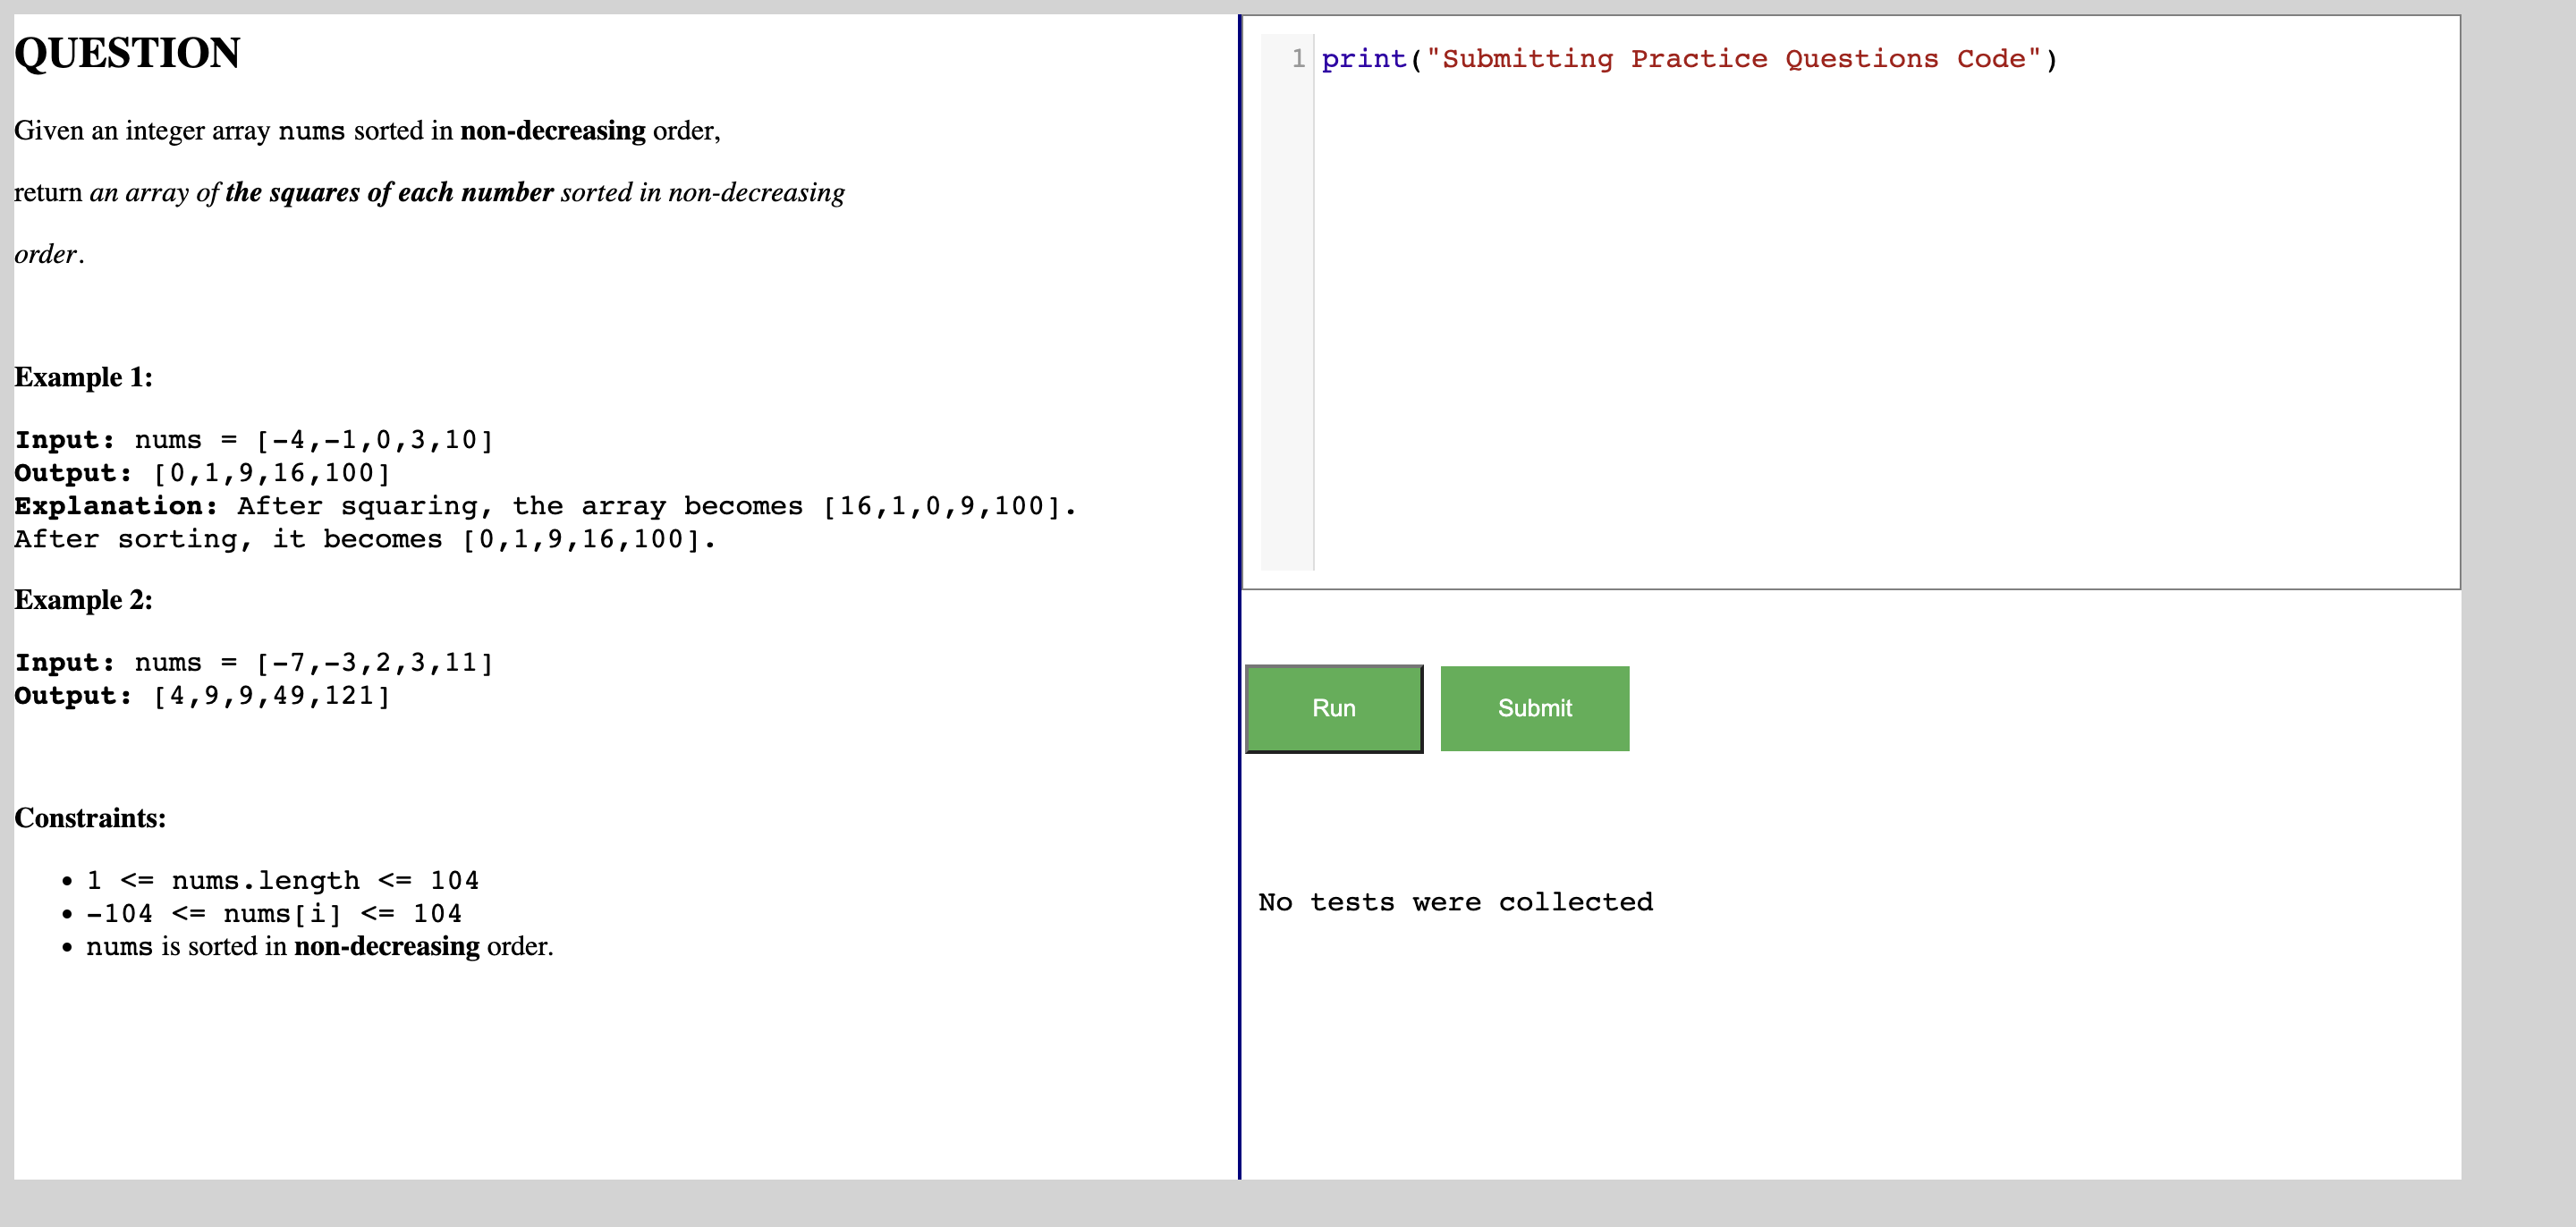 QUESTION
Given an integer array nums sorted in non-decreasing order,
return an array of the squares of each number sorted in non-decreasing
order.
Example 1:
Input: nums = [-4,-1,0,3,10]
Output: [0,1,9,16,100]
Explanation: After squaring, the array becomes [16,1,0,9,100].
After sorting, it becomes [0,1,9,16,100].
Example 2:
Input: nums = [-7,-3,2,3,11]
Output: [4,9,9,49,121]
Constraints:
• 1 <= nums.length <= 104
• -104 <= nums[i] <= 104
• nums is sorted in non-decreasing order.
1 print("Submitting Practice Questions Code")
Run Submit
No tests were collected